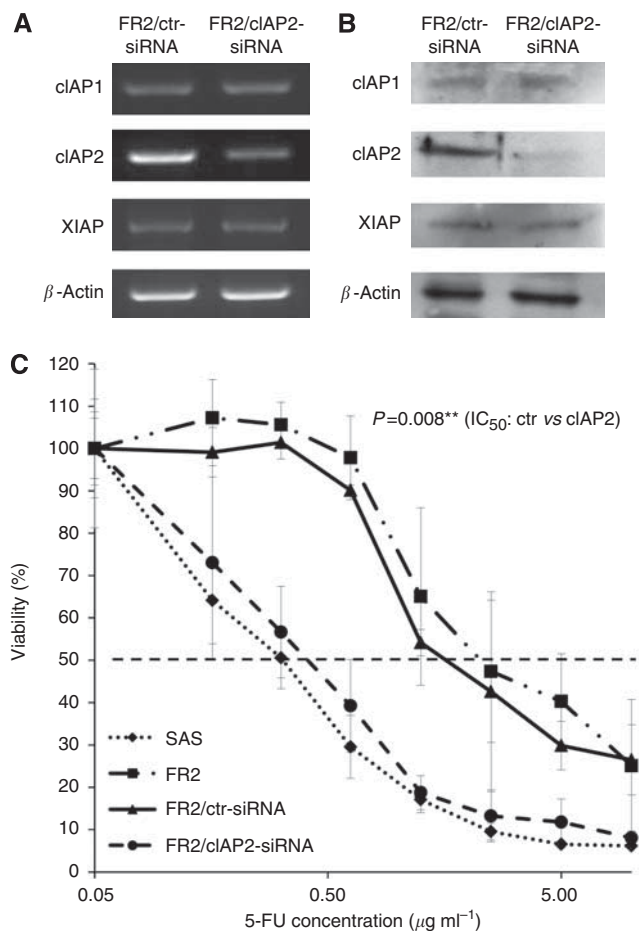 A
FR2/ctr-siRNA
FR2/cIAP2-siRNA
cIAP1
cIAP2
XIAP
β-Actin
B
FR2/ctr-siRNA
FR2/cIAP2-siRNA
cIAP1
cIAP2
XIAP
β-Actin
C
P=0.008** (IC50: ctr vs cIAP2)
Viability (%)
120
110
100
90
80
70
60
50
40
30
20
10
0
SAS
FR2
FR2/ctr-siRNA
FR2/cIAP2-siRNA
0.05
0.50
5.00
5-FU concentration (μg ml⁻¹)